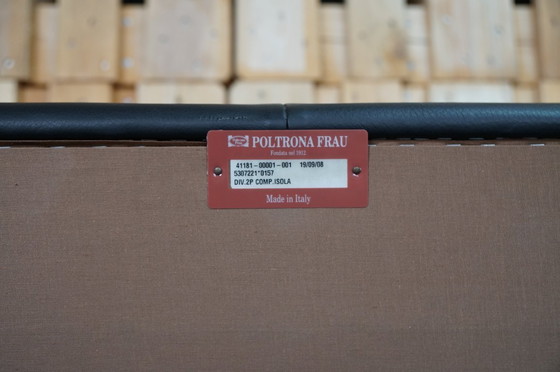 POLTRONA FRAU
Fondata nel 1912
41181-00001-001 19/09/08
5307221*0157
DIV.2P COMP.ISOLA
Made in Italy